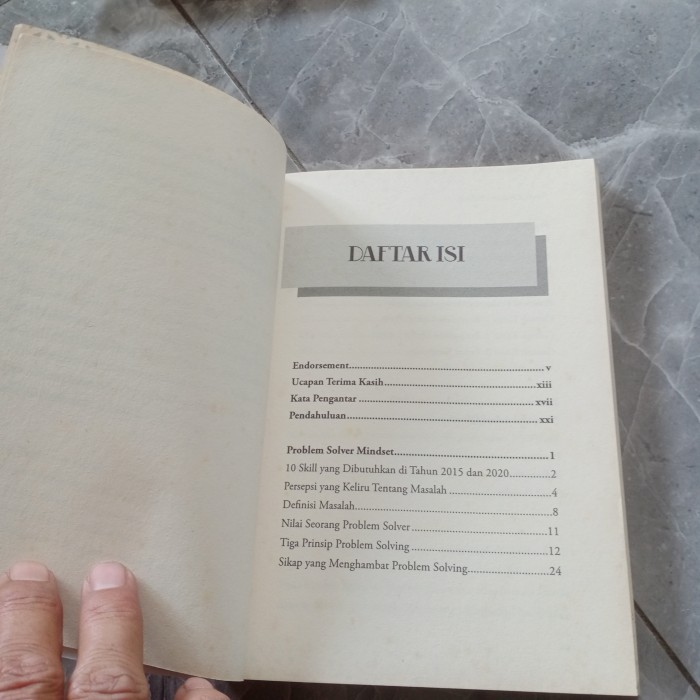 DAFTAR ISI
Endorsement..........v
Ucapan Terima Kasih..........xiii
Kata Pengantar..........xvii
Pendahuluan..........xxi
Problem Solver Mindset..........1
10 Skill yang Dibutuhkan di Tahun 2015 dan 2020..........2
Persepsi yang Keliru Tentang Masalah..........4
Definisi Masalah..........8
Nilai Seorang Problem Solver..........11
Tiga Prinsip Problem Solving..........12
Sikap yang Menghambat Problem Solving..........24